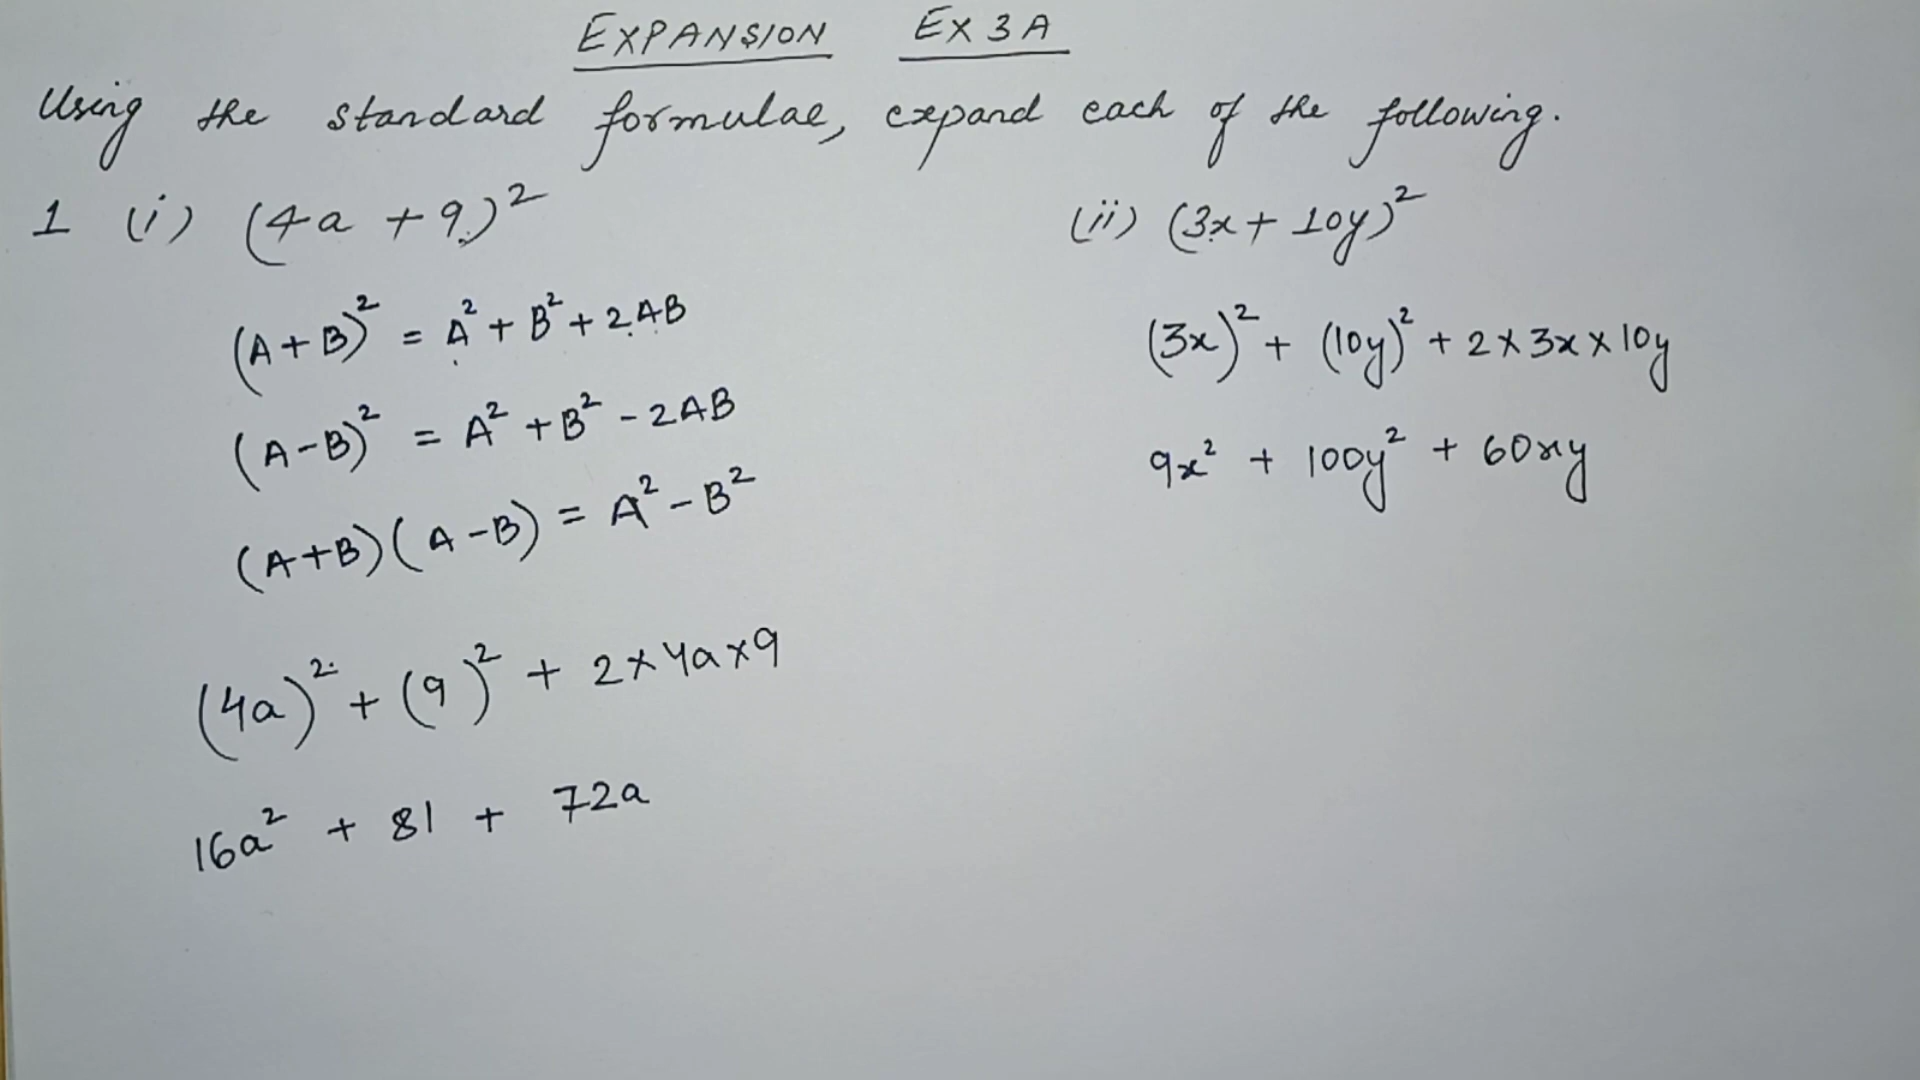 EXPANSION EX 3A
Using the standard formulae, expand each of the following.
1 (i) (4a + 9)²
(A+B)² = A² + B² + 2AB
(A-B)² = A² + B² - 2AB
(A+B)(A-B) = A² - B²
(4a)² + (9)² + 2×4a×9
16a² + 81 + 72a
(ii) (3x + 10y)²
(3x)² + (10y)² + 2×3x×10y
9x² + 100y² + 60xy